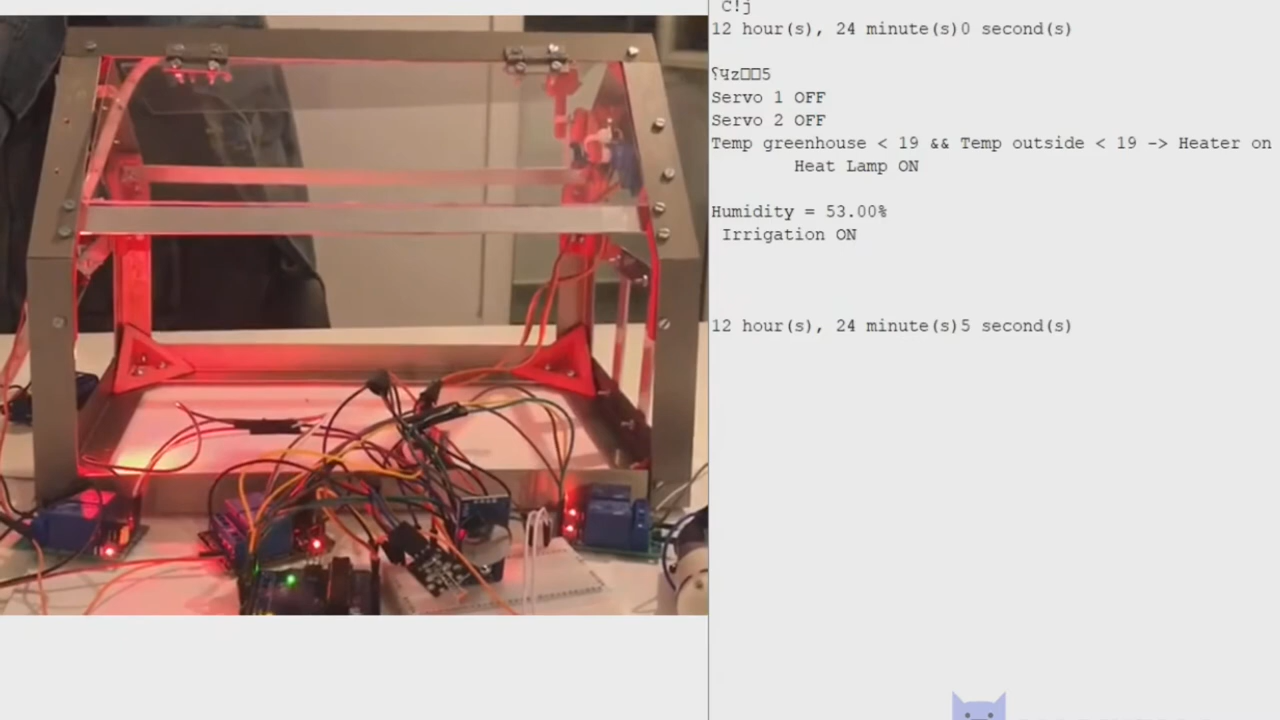 C!j
12 hour(s), 24 minute(s)0 second(s)
Servo 1 OFF
Servo 2 OFF
Temp greenhouse < 19 && Temp outside < 19 -> Heater on
Heat Lamp ON
Humidity = 53.00%
Irrigation ON
12 hour(s), 24 minute(s)5 second(s)